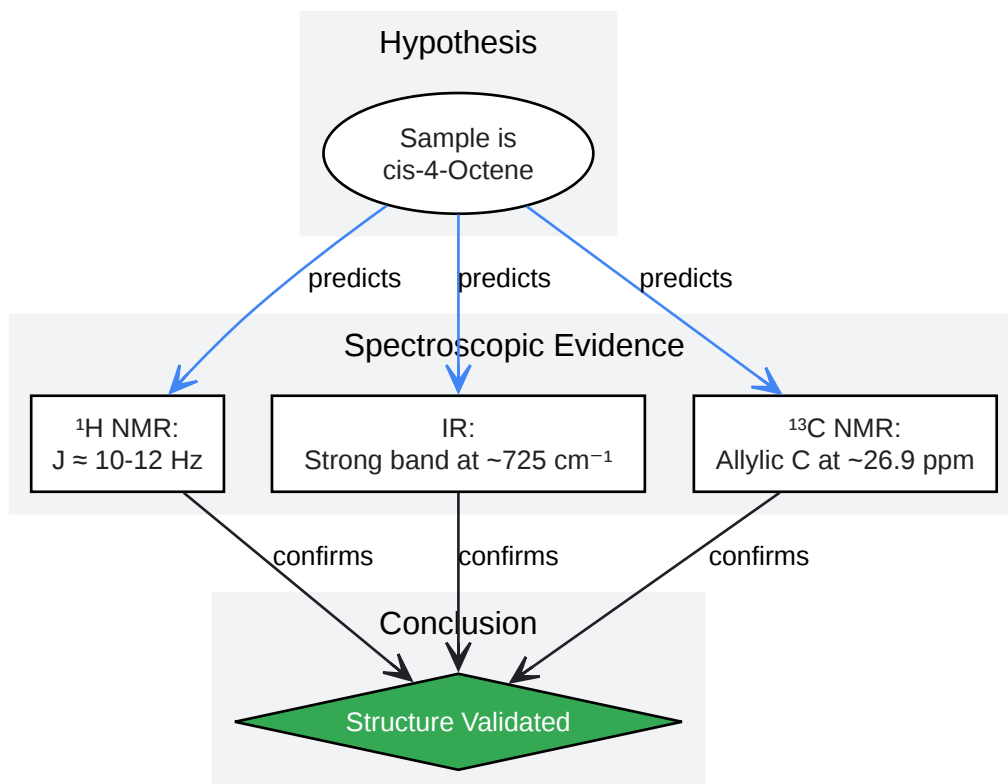 Hypothesis
Sample is
cis-4-Octene
predicts
predicts
predicts
Spectroscopic Evidence
¹H NMR:
J ≈ 10-12 Hz
IR:
Strong band at ~725 cm⁻¹
¹³C NMR:
Allylic C at ~26.9 ppm
confirms
confirms
confirms
Conclusion
Structure Validated